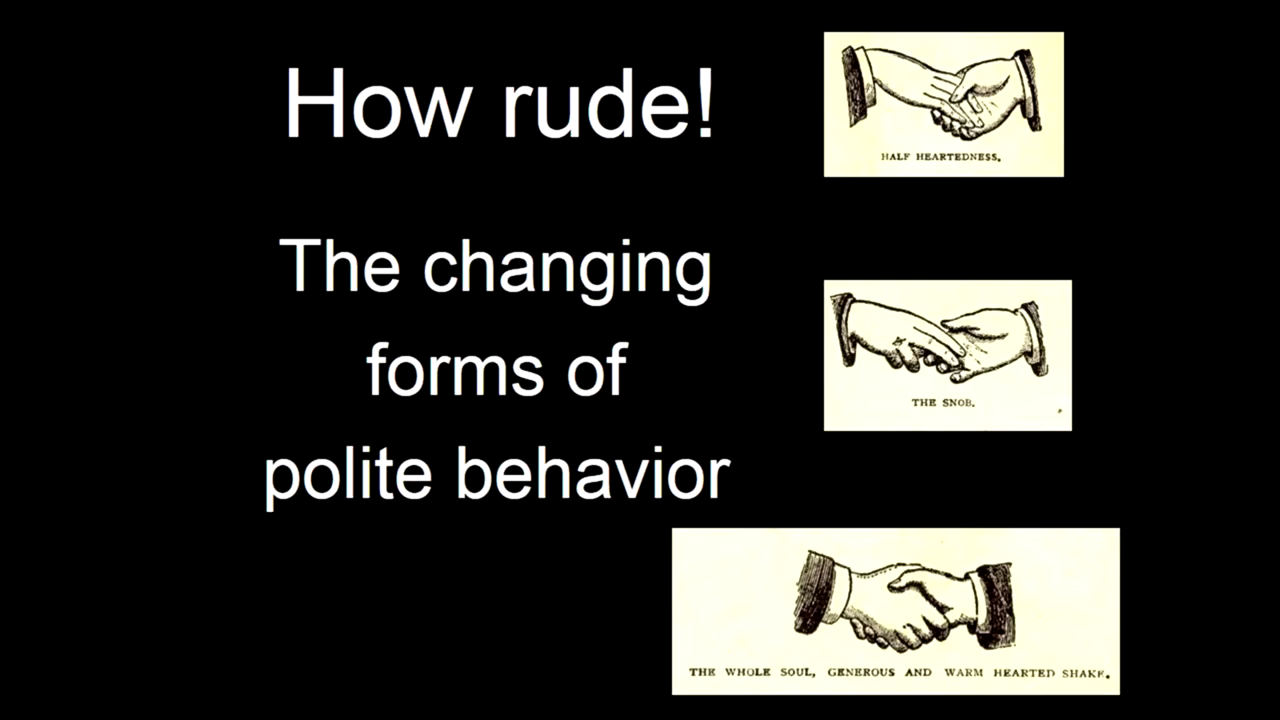 How rude!
The changing
forms of
polite behavior
HALF HEARTEDNESS.
THE SNOB.
THE WHOLE SOUL, GENEROUS AND WARM HEARTED SHAKE.